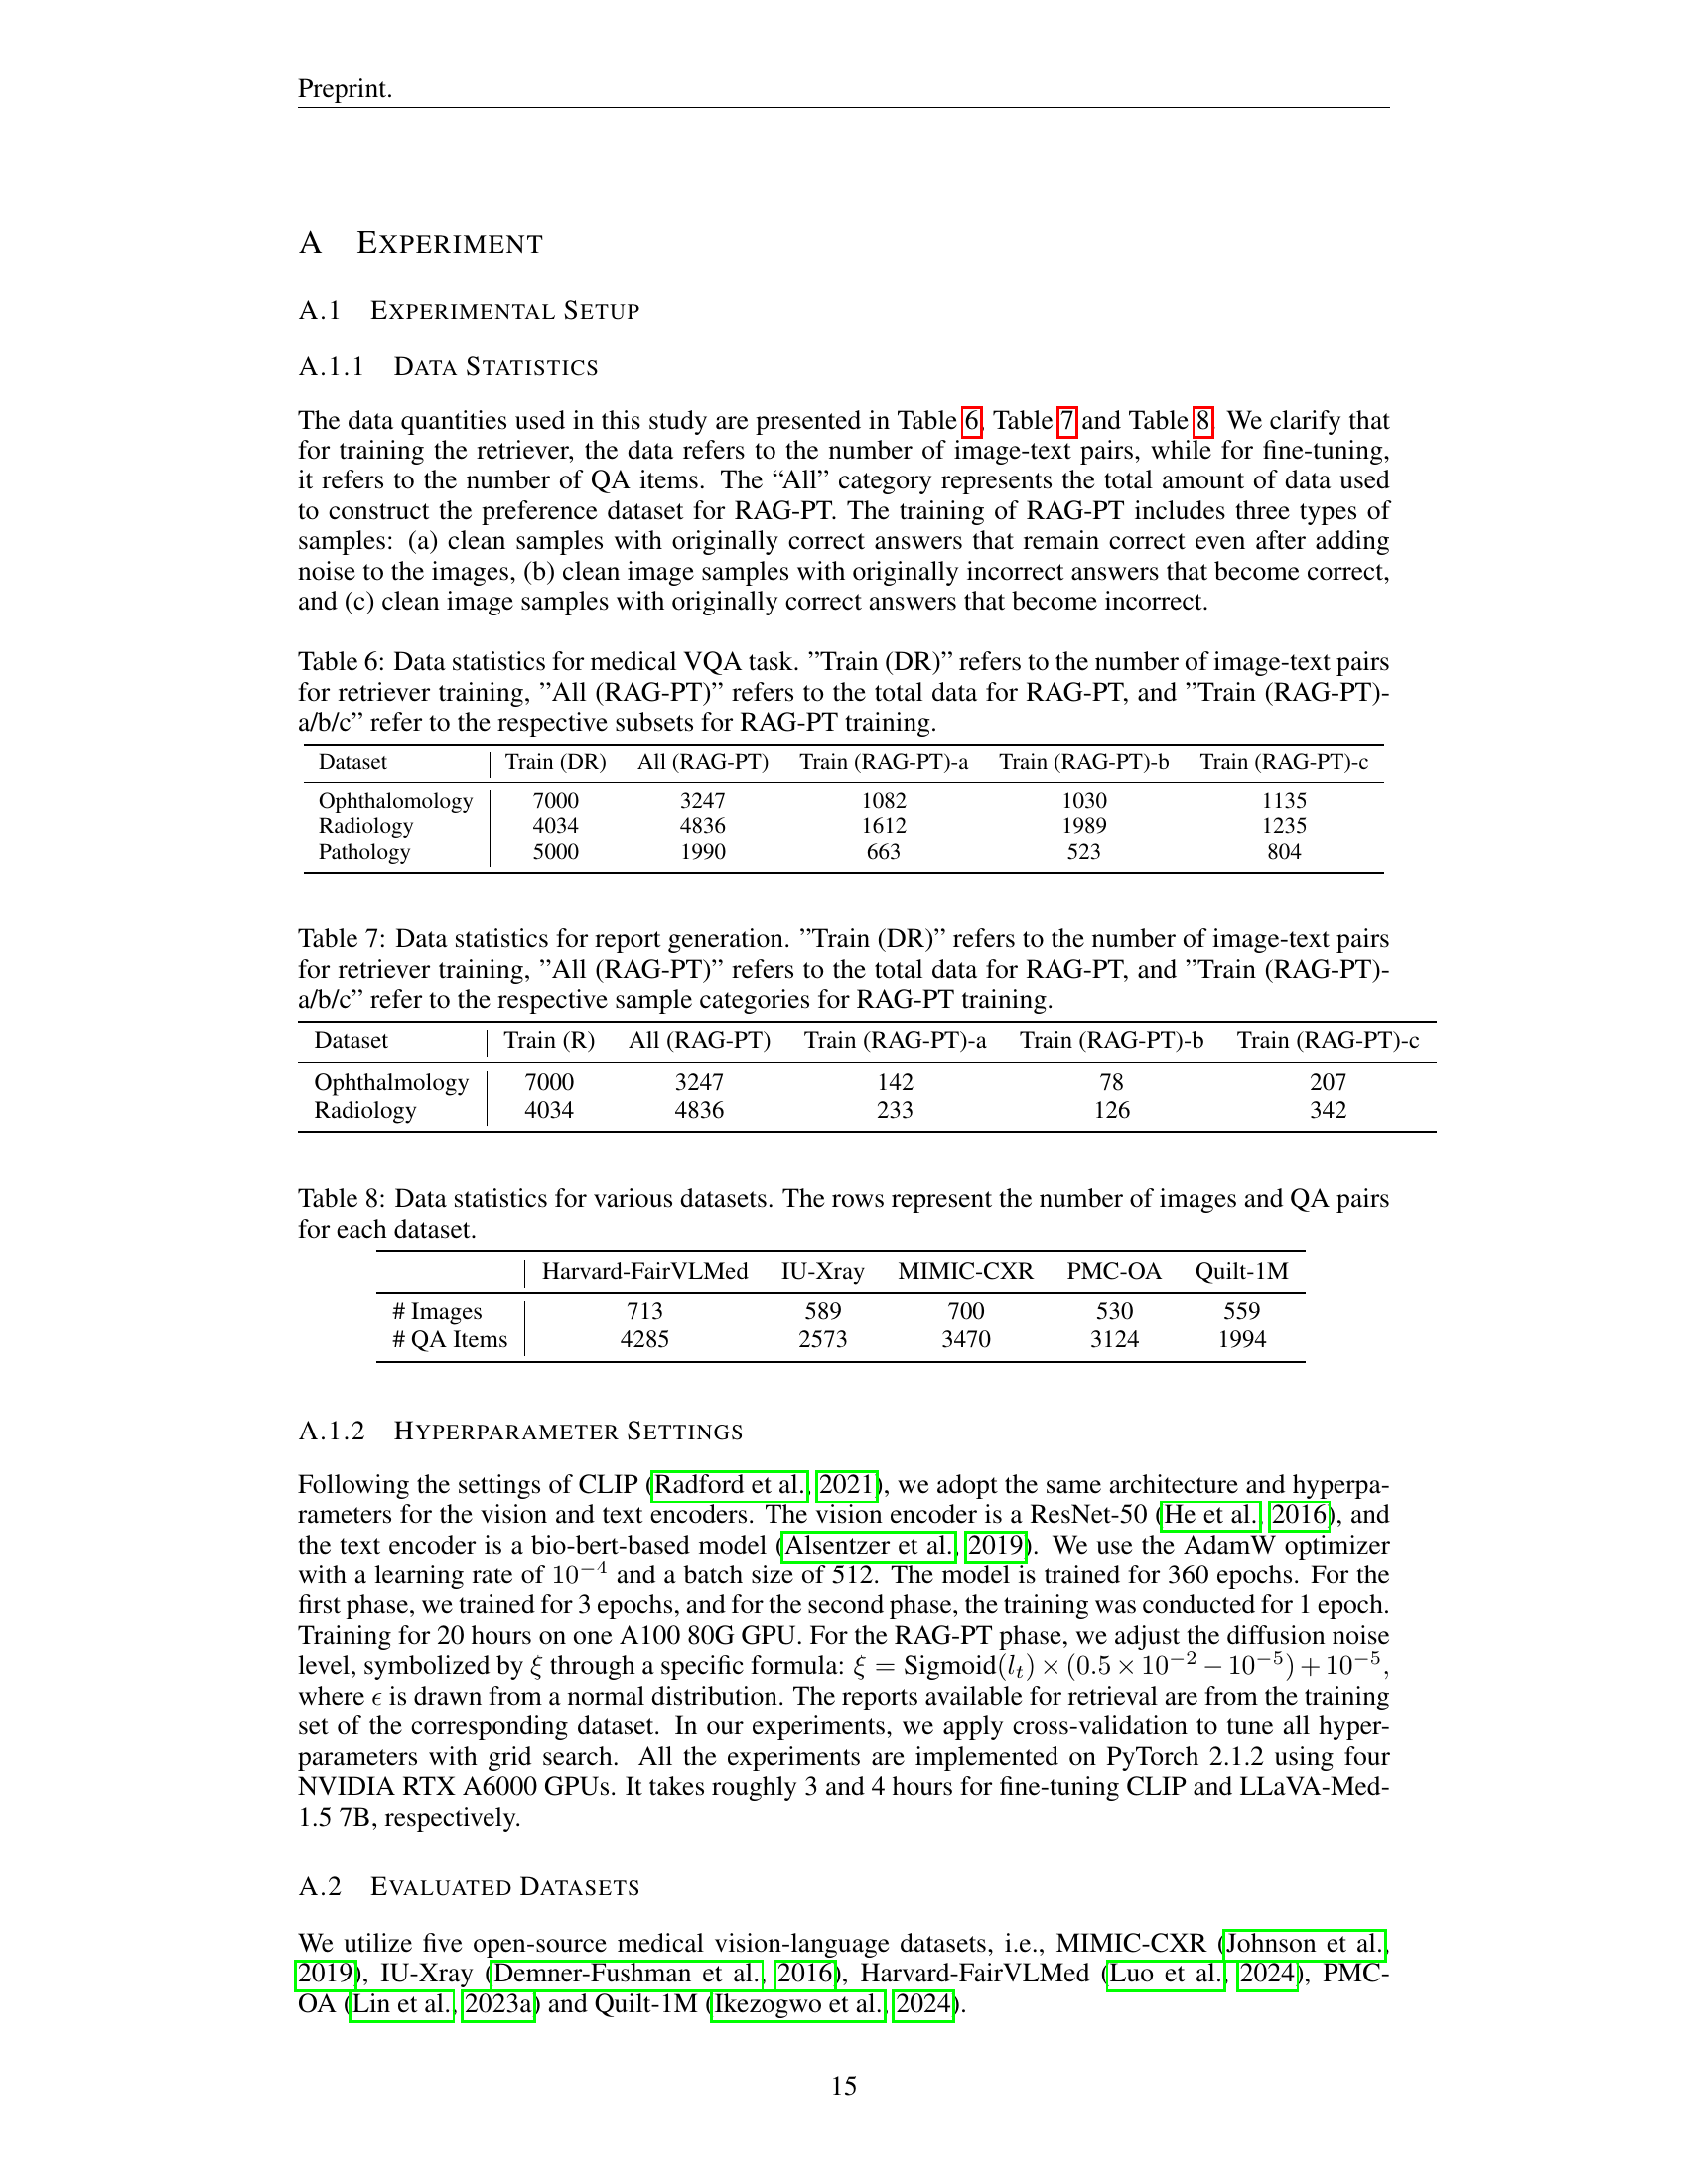 Preprint.
A EXPERIMENT
A.1 EXPERIMENTAL SETUP
A.1.1 DATA STATISTICS
The data quantities used in this study are presented in Table 6, Table 7 and Table 8. We clarify that
for training the retriever, the data refers to the number of image-text pairs, while for fine-tuning,
it refers to the number of QA items. The “All” category represents the total amount of data used
to construct the preference dataset for RAG-PT. The training of RAG-PT includes three types of
samples: (a) clean samples with originally correct answers that remain correct even after adding
noise to the images, (b) clean image samples with originally incorrect answers that become correct,
and (c) clean image samples with originally correct answers that become incorrect.
Table 6: Data statistics for medical VQA task. ”Train (DR)” refers to the number of image-text pairs
for retriever training, ”All (RAG-PT)” refers to the total data for RAG-PT, and ”Train (RAG-PT)-
a/b/c” refer to the respective subsets for RAG-PT training.
Dataset Train (DR) All (RAG-PT) Train (RAG-PT)-a Train (RAG-PT)-b Train (RAG-PT)-c
Ophthalomology 7000 3247 1082 1030 1135
Radiology 4034 4836 1612 1989 1235
Pathology 5000 1990 663 523 804
Table 7: Data statistics for report generation. ”Train (DR)” refers to the number of image-text pairs
for retriever training, ”All (RAG-PT)” refers to the total data for RAG-PT, and ”Train (RAG-PT)-
a/b/c” refer to the respective sample categories for RAG-PT training.
Dataset Train (R) All (RAG-PT) Train (RAG-PT)-a Train (RAG-PT)-b Train (RAG-PT)-c
Ophthalmology 7000 3247 142 78 207
Radiology 4034 4836 233 126 342
Table 8: Data statistics for various datasets. The rows represent the number of images and QA pairs
for each dataset.
Harvard-FairVLMed IU-Xray MIMIC-CXR PMC-OA Quilt-1M
# Images 713 589 700 530 559
# QA Items 4285 2573 3470 3124 1994
A.1.2 HYPERPARAMETER SETTINGS
Following the settings of CLIP (Radford et al., 2021), we adopt the same architecture and hyperpa-
rameters for the vision and text encoders. The vision encoder is a ResNet-50 (He et al., 2016), and
the text encoder is a bio-bert-based model (Alsentzer et al., 2019). We use the AdamW optimizer
with a learning rate of 10⁻⁴ and a batch size of 512. The model is trained for 360 epochs. For the
first phase, we trained for 3 epochs, and for the second phase, the training was conducted for 1 epoch.
Training for 20 hours on one A100 80G GPU. For the RAG-PT phase, we adjust the diffusion noise
level, symbolized by ξ through a specific formula: ξ = Sigmoid(lₜ) × (0.5 × 10⁻² − 10⁻⁵) + 10⁻⁵,
where ϵ is drawn from a normal distribution. The reports available for retrieval are from the training
set of the corresponding dataset. In our experiments, we apply cross-validation to tune all hyper-
parameters with grid search. All the experiments are implemented on PyTorch 2.1.2 using four
NVIDIA RTX A6000 GPUs. It takes roughly 3 and 4 hours for fine-tuning CLIP and LLaVA-Med-
1.5 7B, respectively.
A.2 EVALUATED DATASETS
We utilize five open-source medical vision-language datasets, i.e., MIMIC-CXR (Johnson et al.,
2019), IU-Xray (Demner-Fushman et al., 2016), Harvard-FairVLMed (Luo et al., 2024), PMC-
OA (Lin et al., 2023a) and Quilt-1M (Ikezogwo et al., 2024).
15